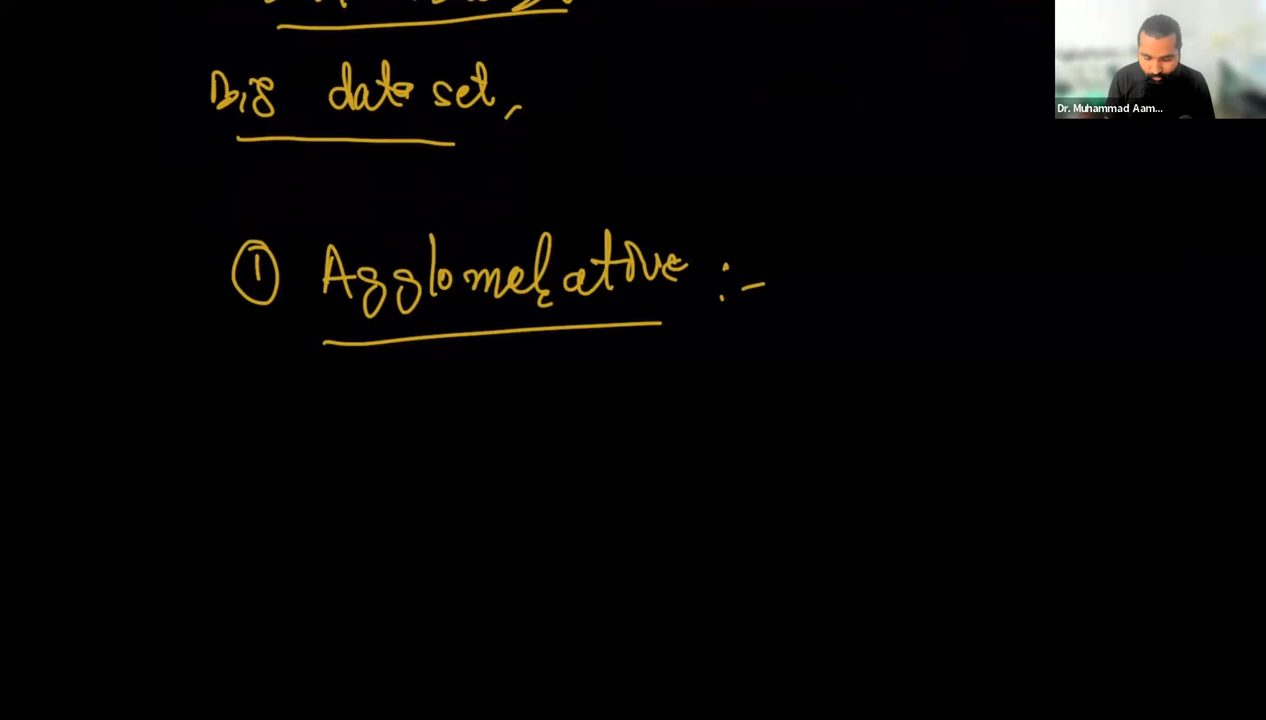 Dr. Muhammad Aam...
Big data set,
① Agglomerative :-